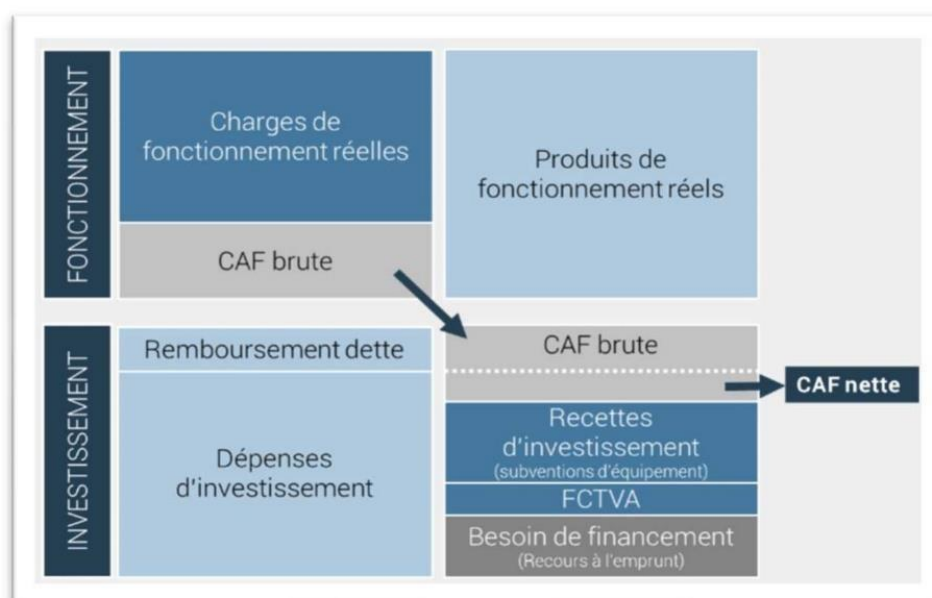 FONCTIONNEMENT
Charges de
fonctionnement réelles
CAF brute
Produits de
fonctionnement réels
INVESTISSEMENT
Remboursement dette
Dépenses
d'investissement
CAF brute
CAF nette
Recettes
d'investissement
(subventions d'équipement)
FCTVA
Besoin de financement
(Recours à l'emprunt)